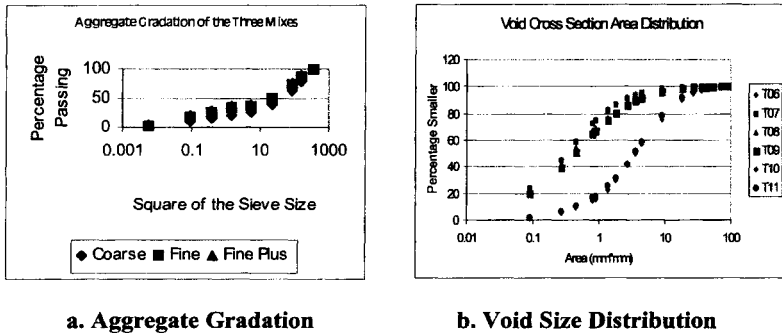 Aggregate Gradation of the Three Mixes
Percentage Passing
100
50
0
0.001 0.1 10 1000
Square of the Sieve Size
Coarse Fine Fine Plus
a. Aggregate Gradation
Void Cross Section Area Distribution
Percentage Smaller
120
100
80
60
40
20
0
0.01 0.1 1 10 100
Area (mm*mm)
T06
T07
T08
T09
T10
T11
b. Void Size Distribution